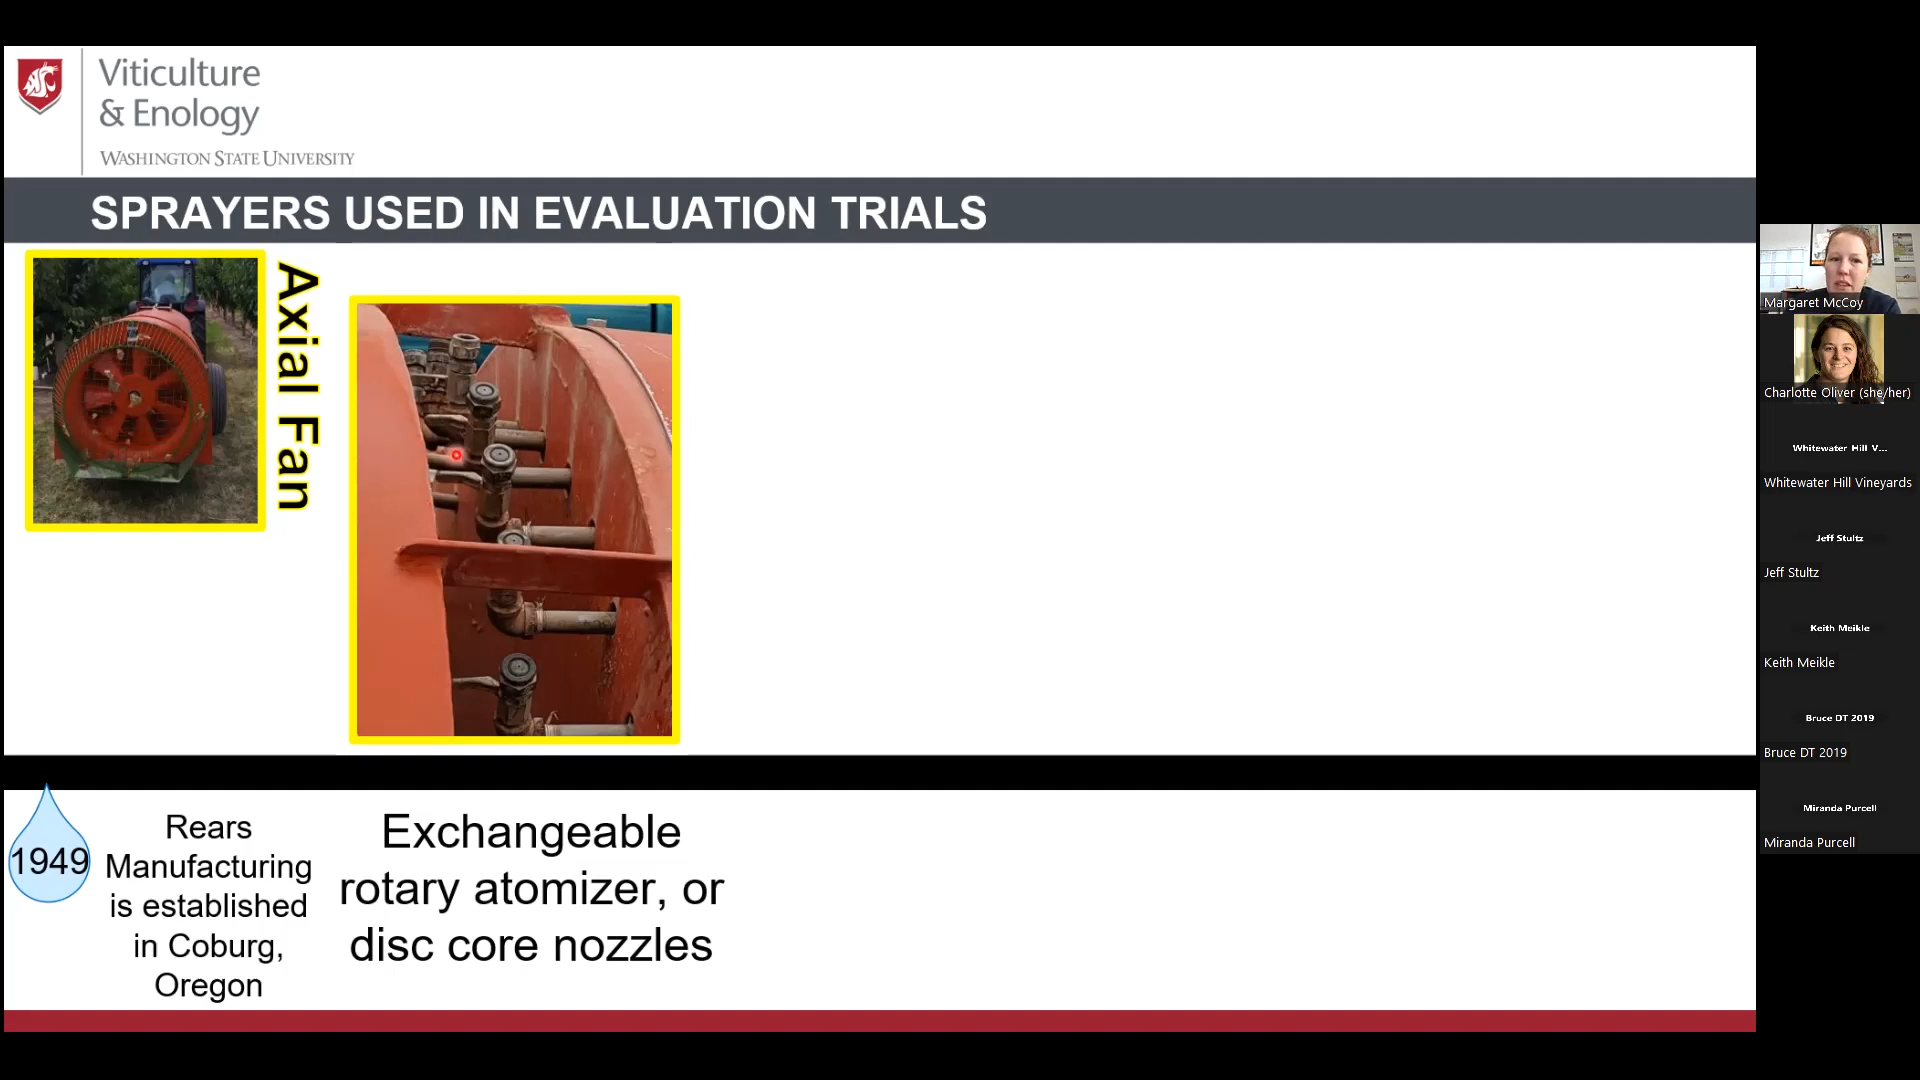 Viticulture
& Enology
WASHINGTON STATE UNIVERSITY
SPRAYERS USED IN EVALUATION TRIALS
Axial Fan
1949
Rears
Manufacturing
is established
in Coburg,
Oregon
Exchangeable
rotary atomizer, or
disc core nozzles
Margaret McCoy
Charlotte Oliver (she/her)
Whitewater Hill V...
Whitewater Hill Vineyards
Jeff Stultz
Jeff Stultz
Keith Meikle
Keith Meikle
Bruce DT 2019
Bruce DT 2019
Miranda Purcell
Miranda Purcell